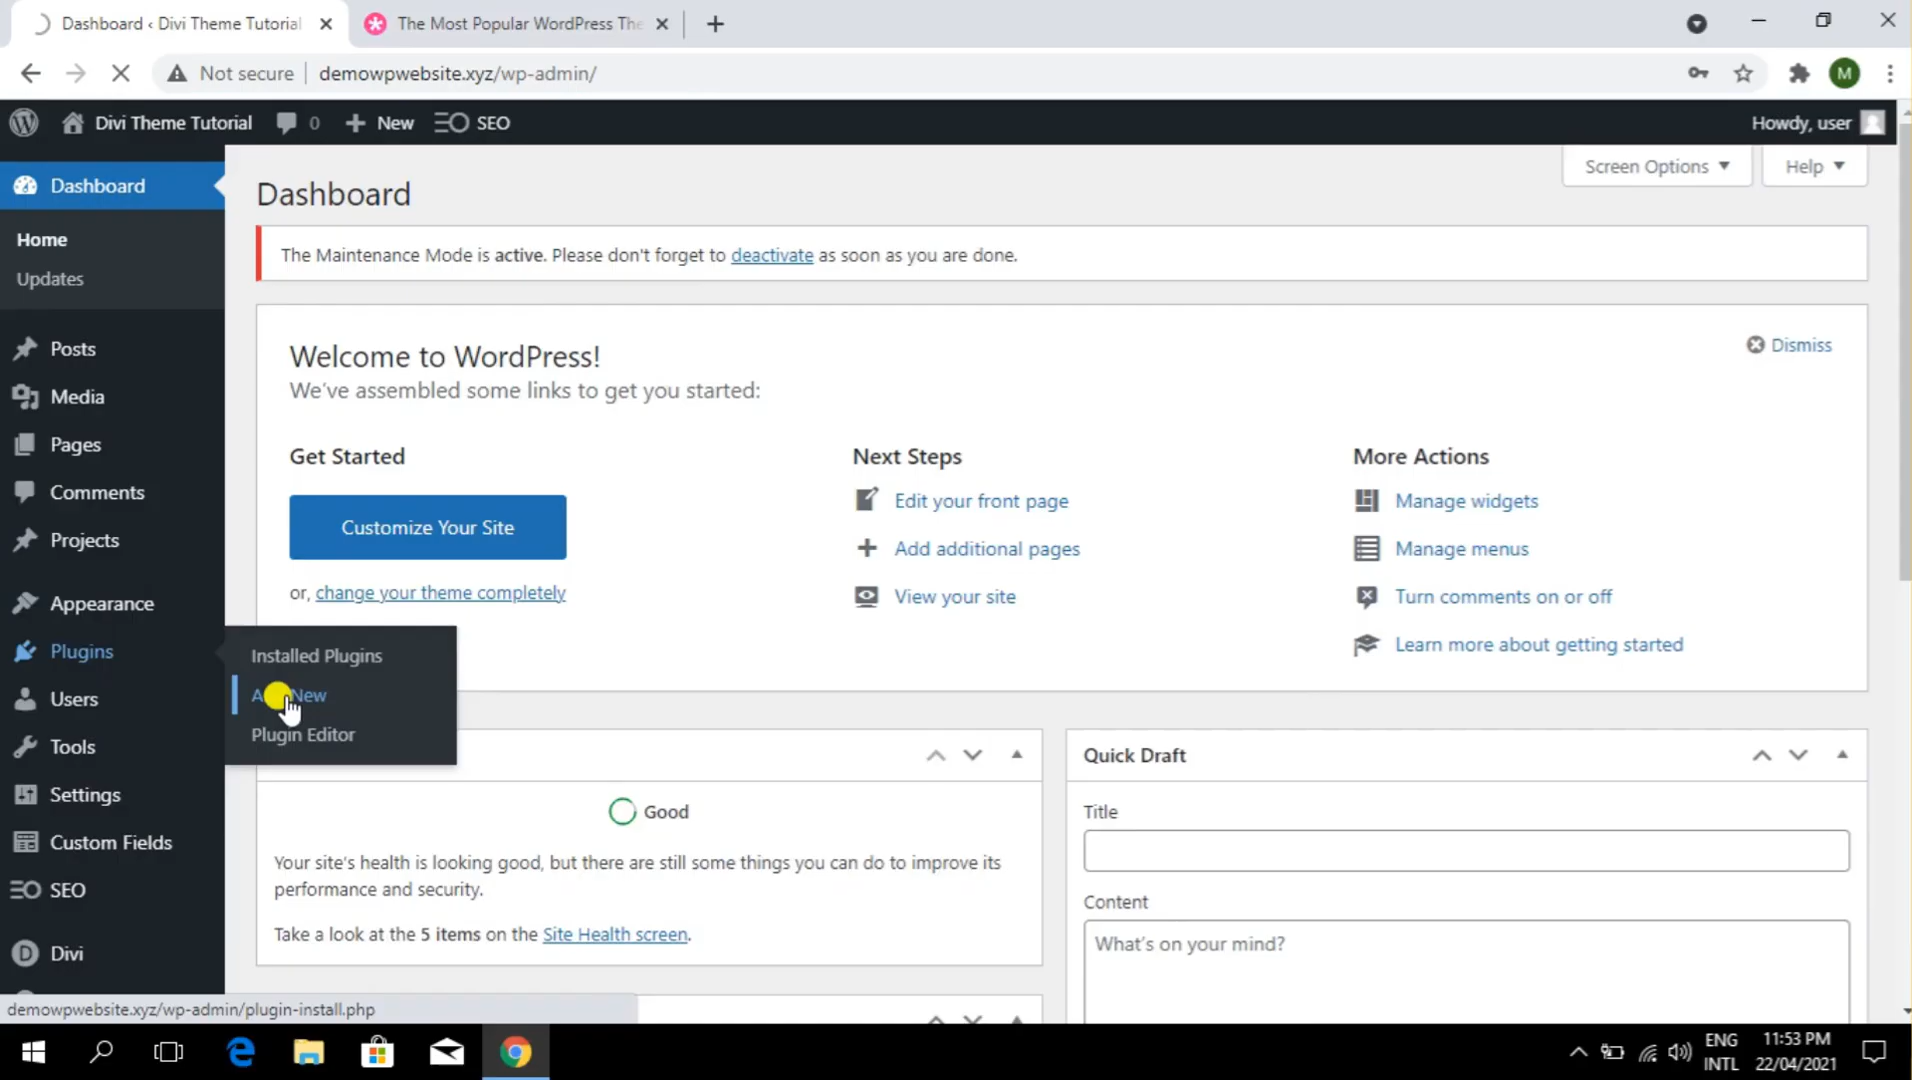 Dashboard ‹ Divi Theme Tutorial
The Most Popular WordPress The
Not secure
demowpwebsite.xyz/wp-admin/
M
Divi Theme Tutorial
0
New
SEO
Howdy, user
Dashboard
Home
Updates
Posts
Media
Pages
Comments
Projects
Appearance
Plugins
Users
Tools
Settings
Custom Fields
SEO
Divi
Installed Plugins
New
Plugin Editor
Screen Options
Help
Dashboard
The Maintenance Mode is active. Please don't forget to deactivate as soon as you are done.
Welcome to WordPress!
We've assembled some links to get you started:
Dismiss
Get Started
Customize Your Site
or, change your theme completely
Next Steps
Edit your front page
Add additional pages
View your site
More Actions
Manage widgets
Manage menus
Turn comments on or off
Learn more about getting started
Good
Your site's health is looking good, but there are still some things you can do to improve its
performance and security.
Take a look at the 5 items on the Site Health screen.
Quick Draft
Title
Content
What's on your mind?
demowpwebsite.xyz/wp-admin/plugin-install.php
ENG
INTL
11:53 PM
22/04/2021